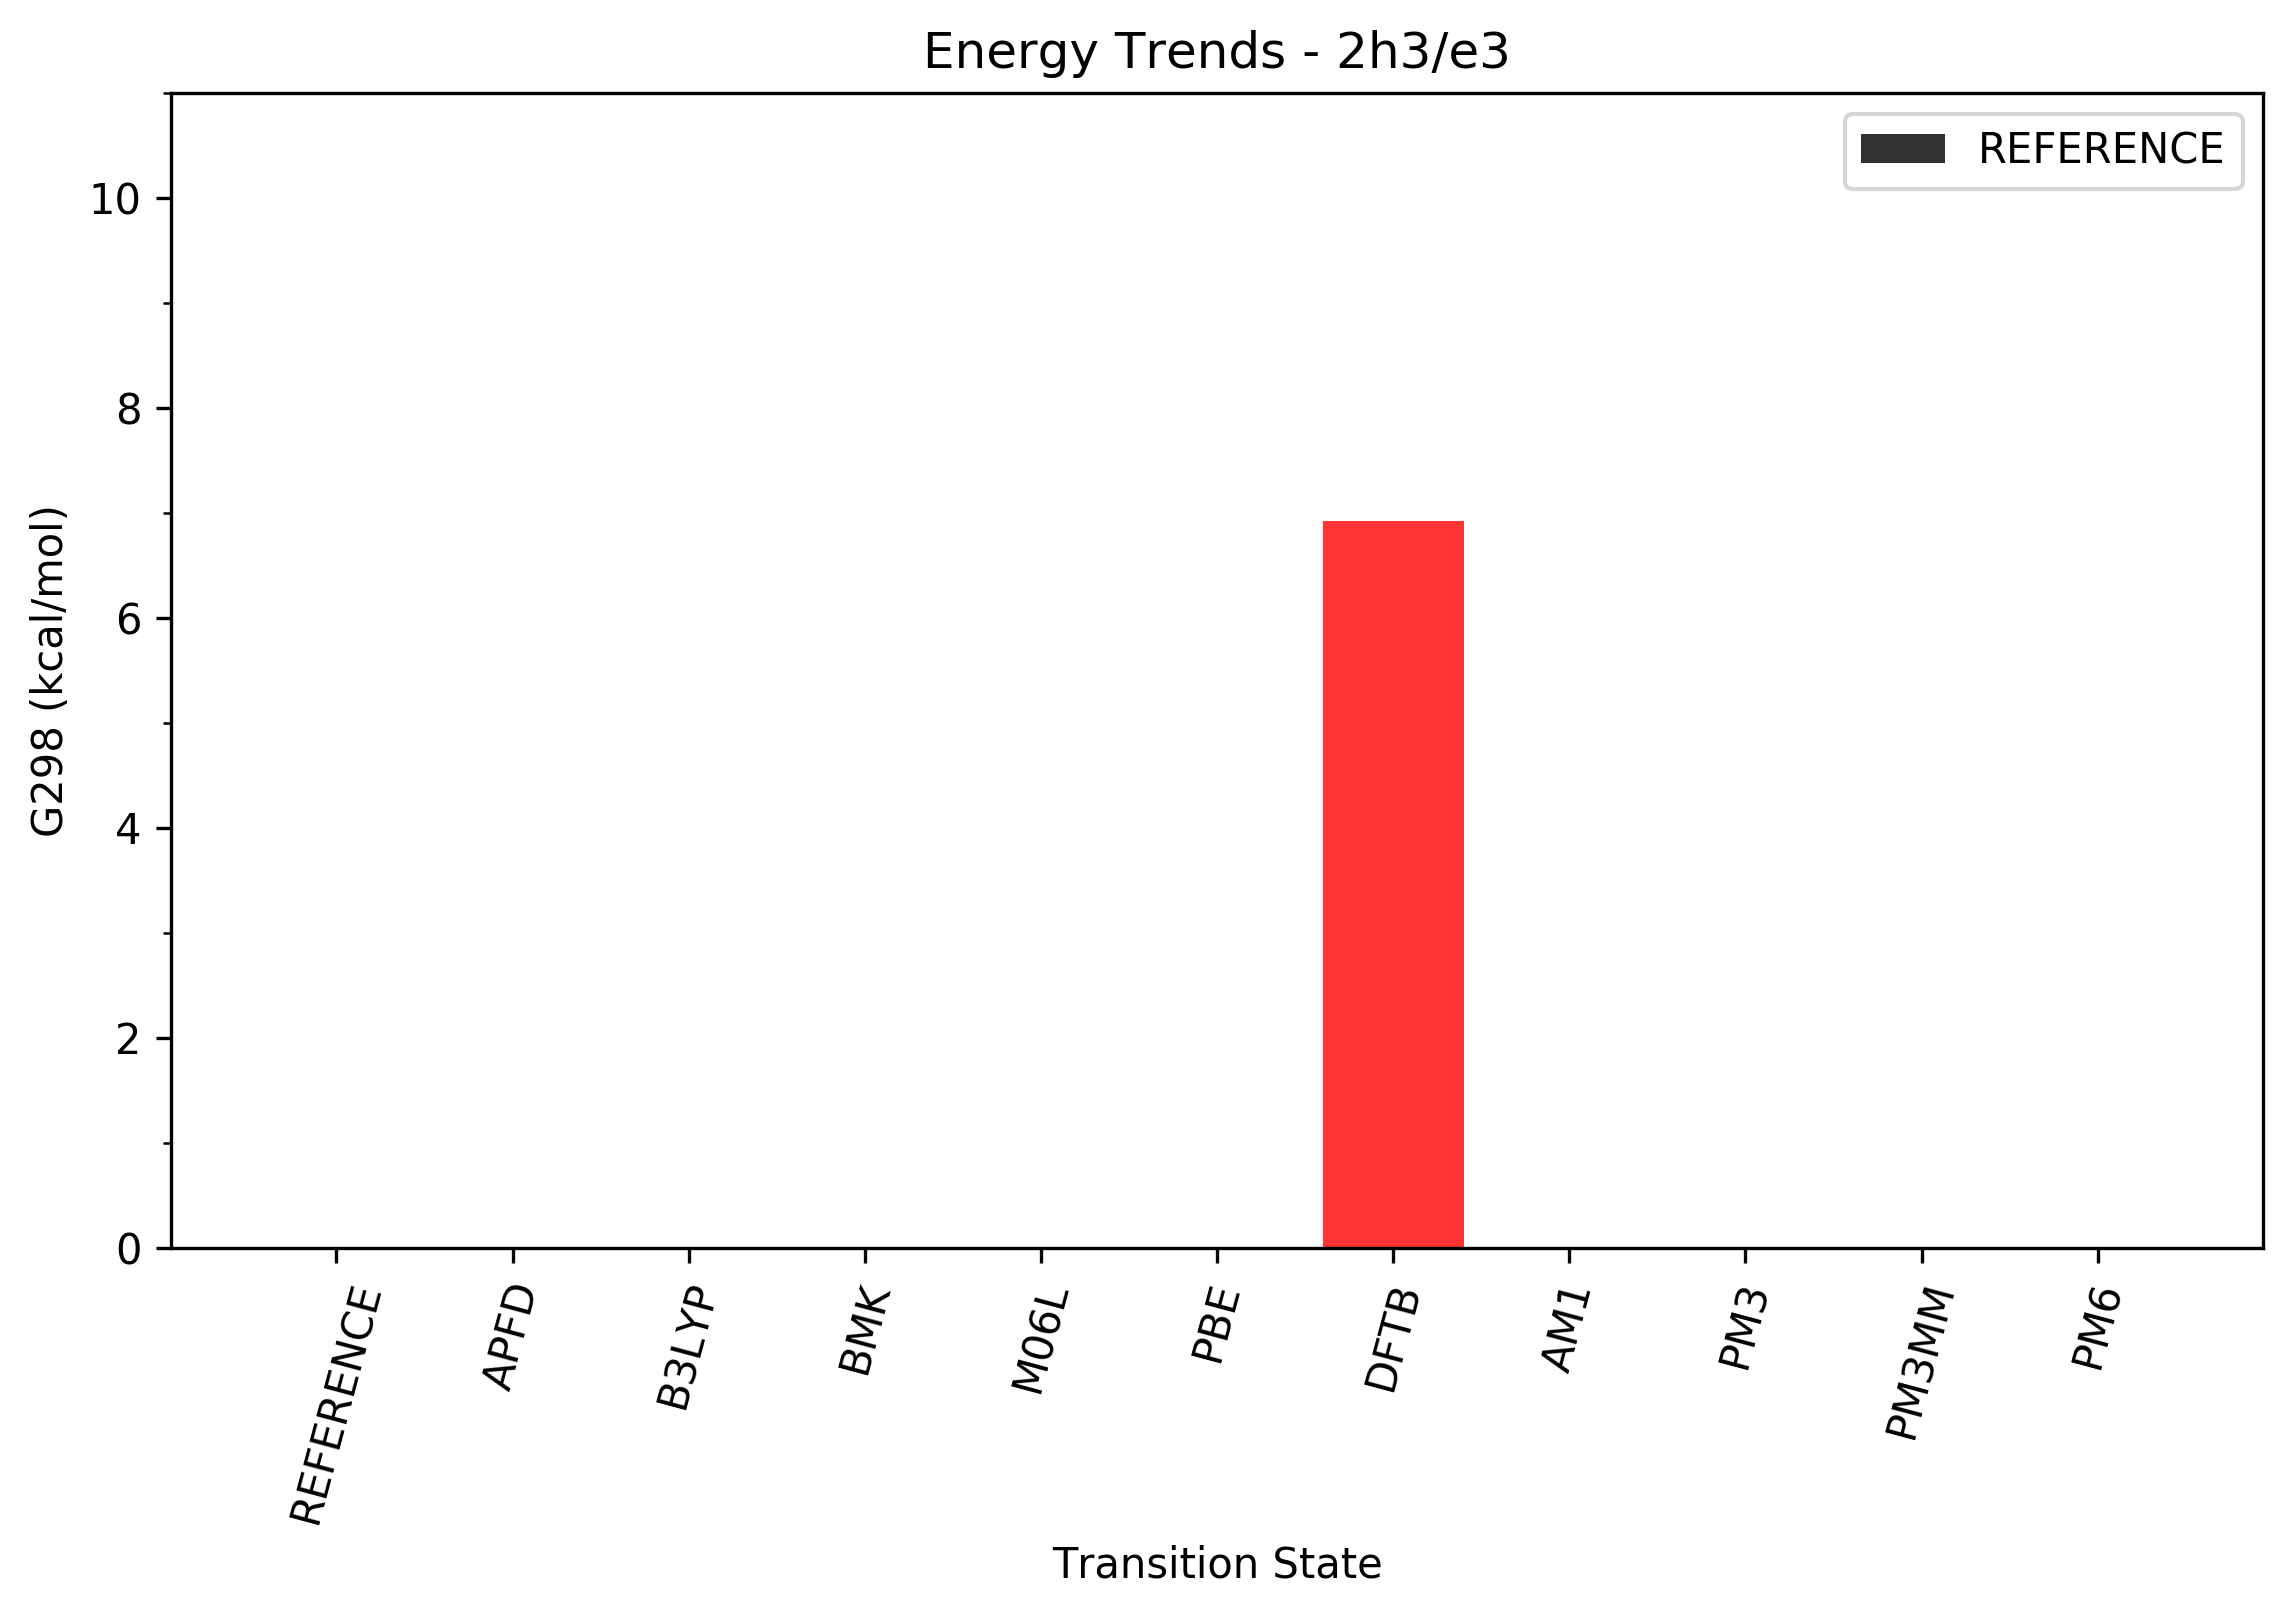 Energy Trends - 2h3/e3
REFERENCE
G298 (kcal/mol)
10
8
6
4
2
0
REFERENCE
APFD
B3LYP
BMK
M06L
PBE
DFTB
AM1
PM3
PM3MM
PM6
Transition State